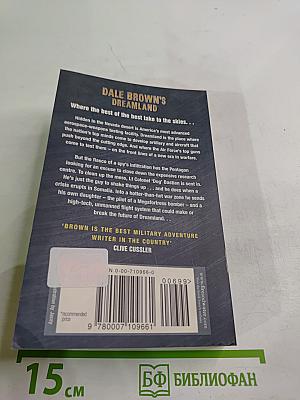 DALE BROWN'S
DREAMLAND
Where the best of the best take to the skies. . .
Hidden in the Nevada desert is America's most advanced
aerospace-weapons testing facility. Dreamland is the place where
the nation's top minds come to develop artillery and aircraft that
push beyond the cutting edge. And where the Air Force's top guns
come to test them – on the front lines of a new era in warfare.
But the fiasco of a spy's infiltration has the Pentagon
looking for an excuse to close down the expensive research
centre. To clean up the mess, Lt Colonel 'Dog' Bastian is sent in.
He's just the guy to shake things up . . . and he does when a
crisis erupts in Somalia. Into a hotter-than-hot war zone he sends
his own daughter – the pilot of a Megafortress bomber – and a
high-tech, unmanned flight system that could make or
break the future of Dreamland. . .
'BROWN IS THE BEST MILITARY ADVENTURE
WRITER IN THE COUNTRY'
CLIVE CUSSLER
N 0-00-710966-0
00699>
*recommended
price
9 780007 109661 >
15 СМ
БФ БИБЛИОФАН